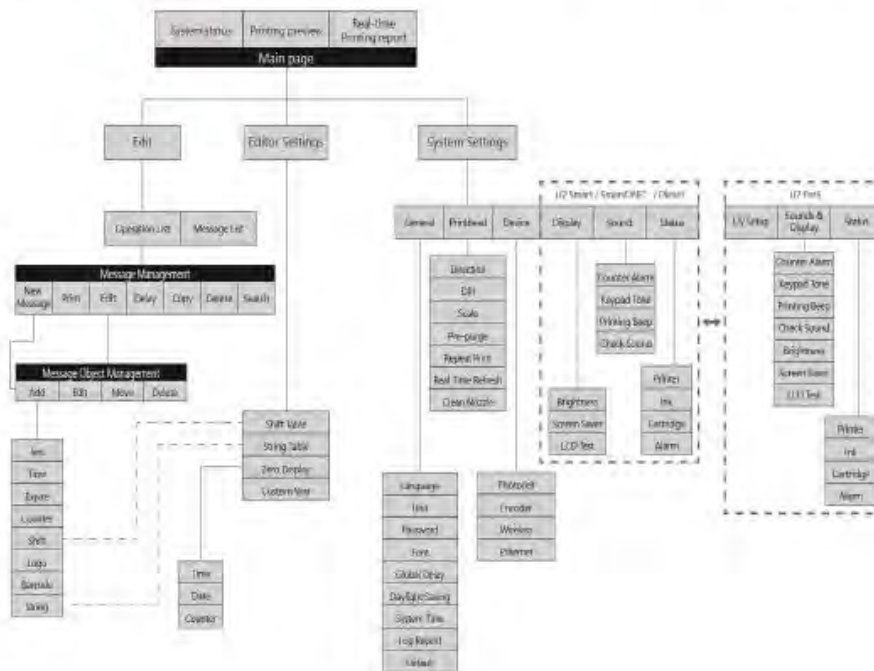 System status
Printing preview
Real-time
Printing report
Main page
Edit
Editor Settings
System Settings
Operation List
Message List
Message Management
New
Message
Print
Edit
Delay
Copy
Delete
Search
Message Object Management
Add
Edit
Move
Delete
Text
Time
Expire
Counter
Shift
Logo
Barcode
String
Shift Table
String Table
Zero Display
Custom Year
Time
Date
Counter
General
Printhead
Device
Display
Sound
Status
Direction
DPI
Scale
Pre-purge
Repeat Print
Real Time Refresh
Clean Nozzle
Language
Unit
Password
Font
Global Delay
Daylight Saving
System Time
Log Report
Default
Photocell
Encoder
Wireless
Ethernet
Brightness
Screen Saver
LCD Test
Counter Alarm
Keypad Tone
Printing Beep
Check Sound
Printer
Ink
Cartridge
Alarm
UV Setup
Sounds &
Display
Status
Counter Alarm
Keypad Tone
Printing Beep
Check Sound
Brightness
Screen Saver
LCD Test
Printer
Ink
Cartridge
Alarm